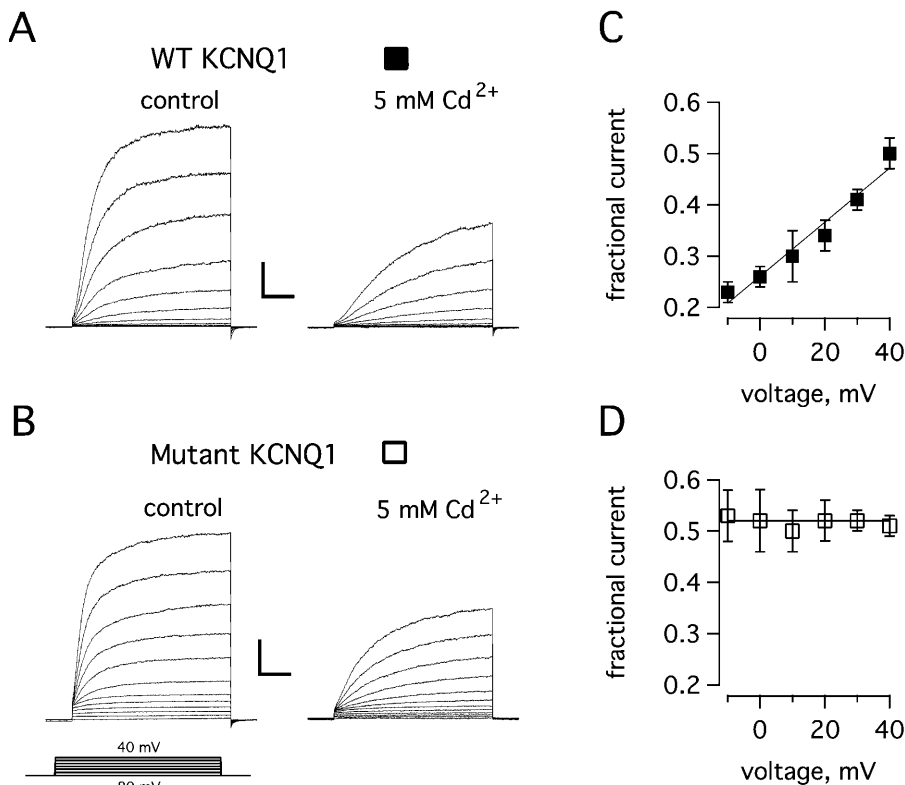 A
WT KCNQ1
control
5 mM Cd2+
C
fractional current
0.6
0.5
0.4
0.3
0.2
0 20 40
voltage, mV
B
Mutant KCNQ1
control
5 mM Cd2+
40 mV
D
fractional current
0.6
0.5
0.4
0.3
0.2
0 20 40
voltage, mV